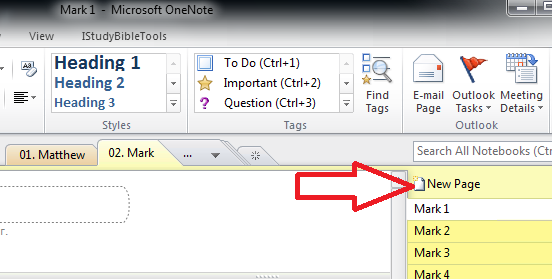 Mark 1 - Microsoft OneNote
View
IStudyBibleTools
Heading 1
Heading 2
Heading 3
Styles
To Do (Ctrl+1)
Important (Ctrl+2)
? Question (Ctrl+3)
Tags
Find
Tags
E-mail
Page
Outlook
Tasks
Meeting
Details
Outlook
01. Matthew
02. Mark
...
Search All Notebooks (Ctrl
New Page
Mark 1
Mark 2
Mark 3
Mark 4
r.